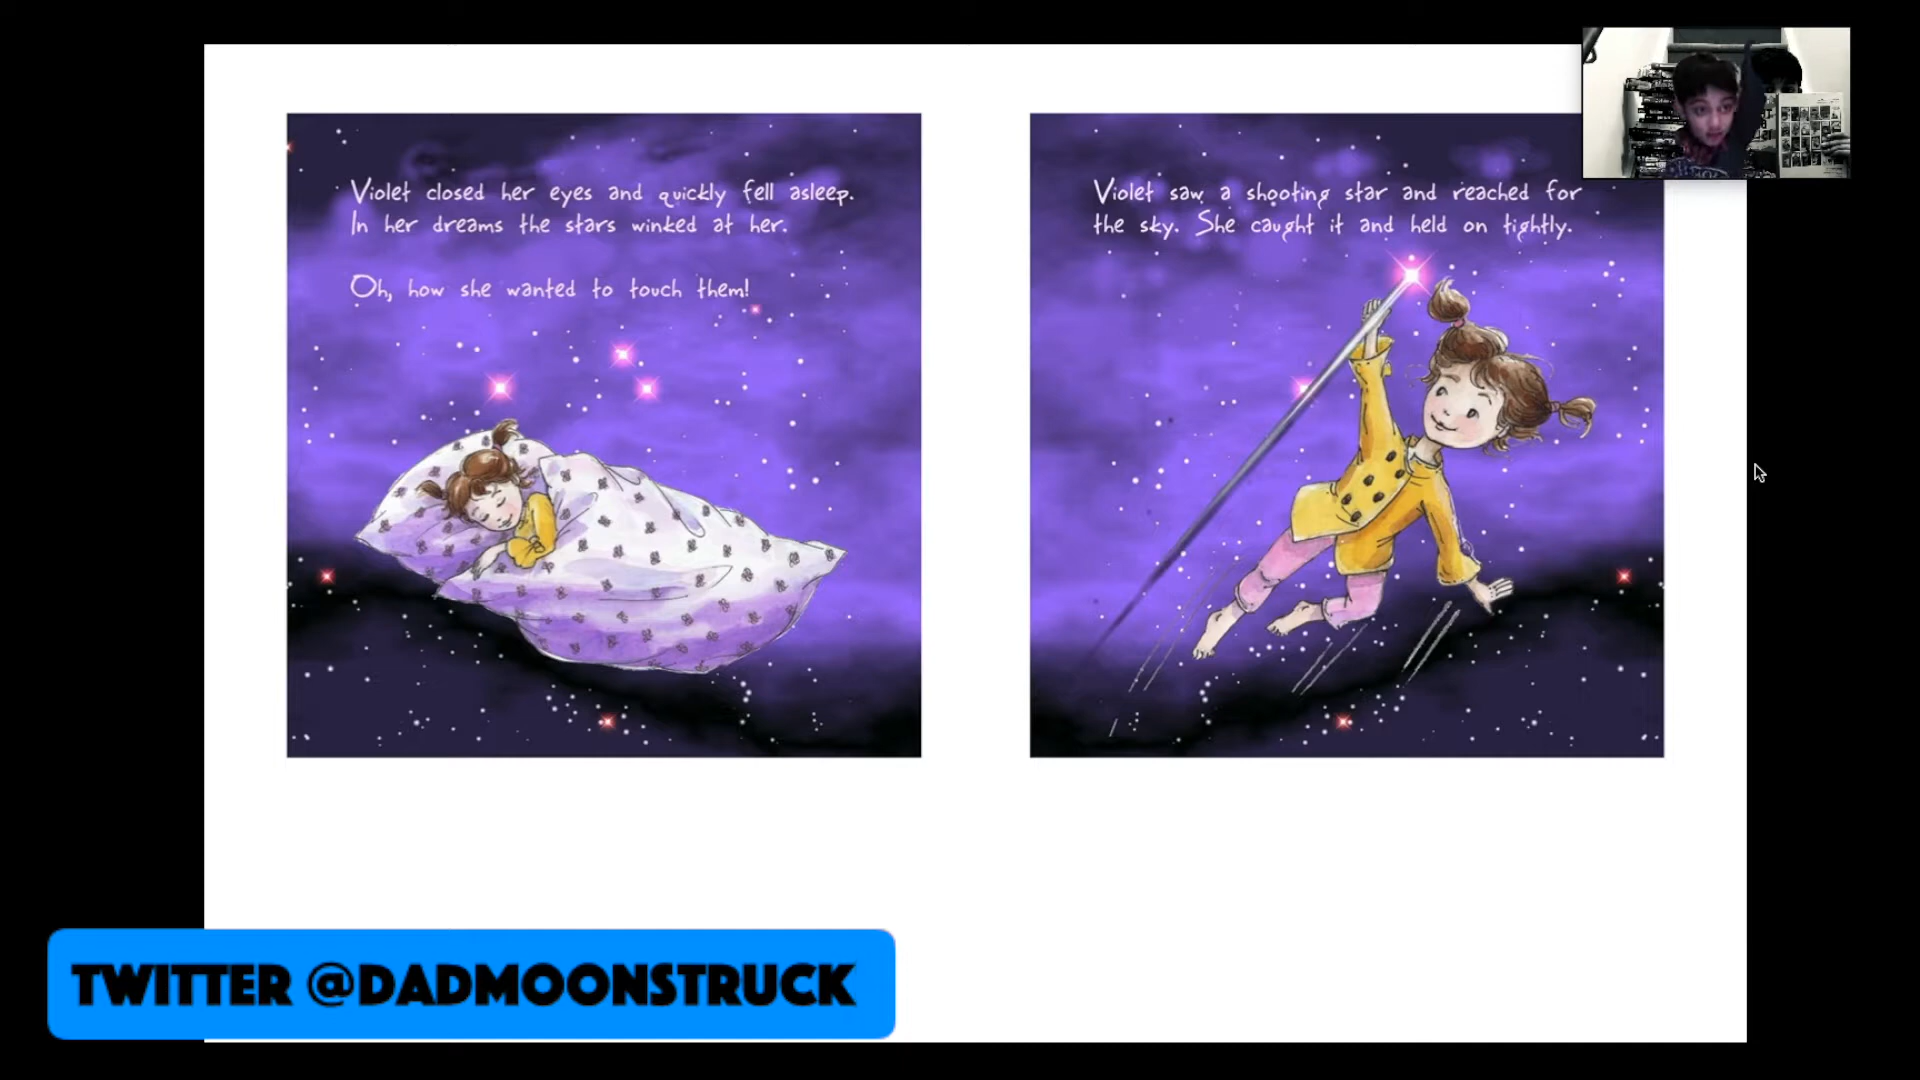 Violet closed her eyes and quickly fell asleep.
In her dreams the stars winked at her.
Oh, how she wanted to touch them!
Violet saw a shooting star and reached for
the sky. She caught it and held on tightly.
TWITTER @DADMOONSTRUCK